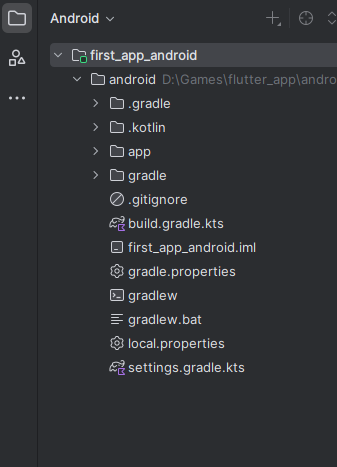 Android
first_app_android
android D:\Games\flutter_app\andro
.gradle
.kotlin
app
gradle
.gitignore
build.gradle.kts
first_app_android.iml
gradle.properties
gradlew
gradlew.bat
local.properties
settings.gradle.kts